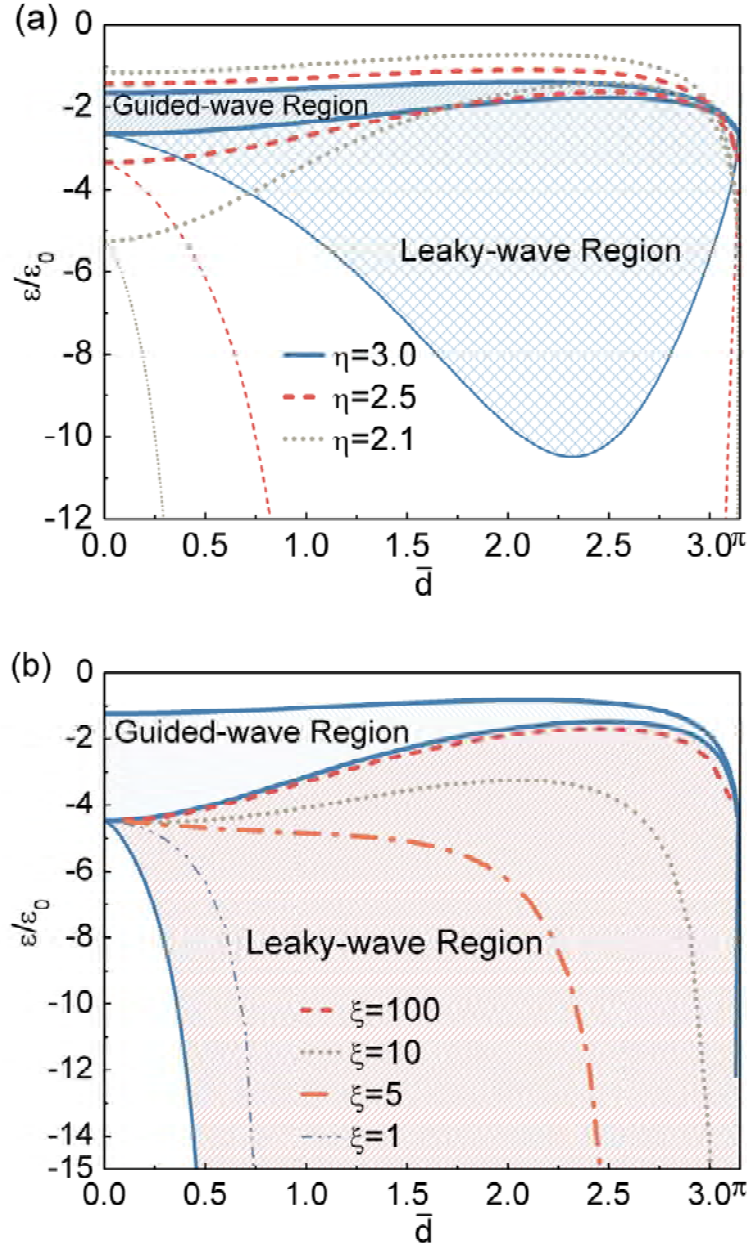 (a)
0
-2
-4
-6
-8
-10
-12
ε/ε₀
Guided-wave Region
Leaky-wave Region
η=3.0
η=2.5
η=2.1
0.0 0.5 1.0 1.5 2.0 2.5 3.0 π
d̄
(b)
0
-2
-4
-6
-8
-10
-12
-14
-15
ε/ε₀
Guided-wave Region
Leaky-wave Region
ξ=100
ξ=10
ξ=5
ξ=1
0.0 0.5 1.0 1.5 2.0 2.5 3.0 π
d̄